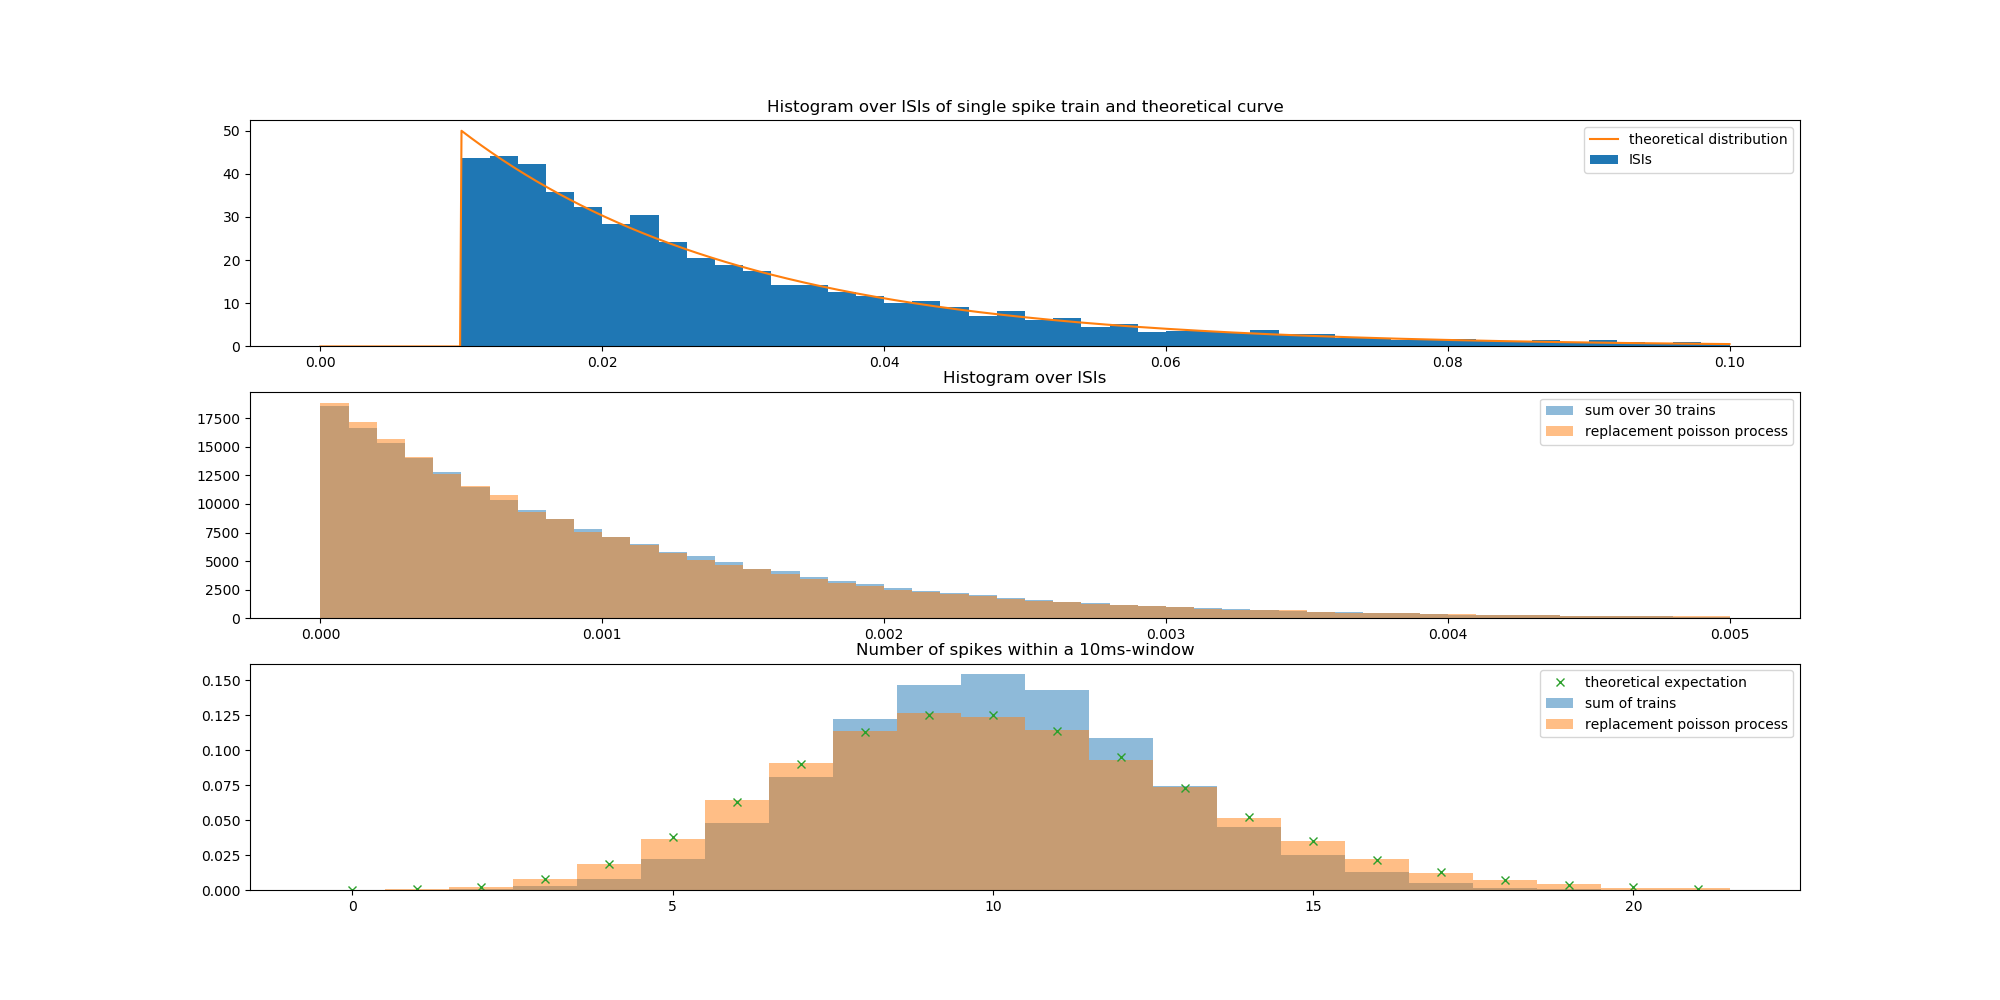 Histogram over ISIs of single spike train and theoretical curve
50
40
30
20
10
0
theoretical distribution
ISIs
0.00 0.02 0.04 0.06 0.08 0.10
Histogram over ISIs
17500
15000
12500
10000
7500
5000
2500
0
sum over 30 trains
replacement poisson process
0.000 0.001 0.002 0.003 0.004 0.005
Number of spikes within a 10ms-window
0.150
0.125
0.100
0.075
0.050
0.025
0.000
theoretical expectation
sum of trains
replacement poisson process
0 5 10 15 20